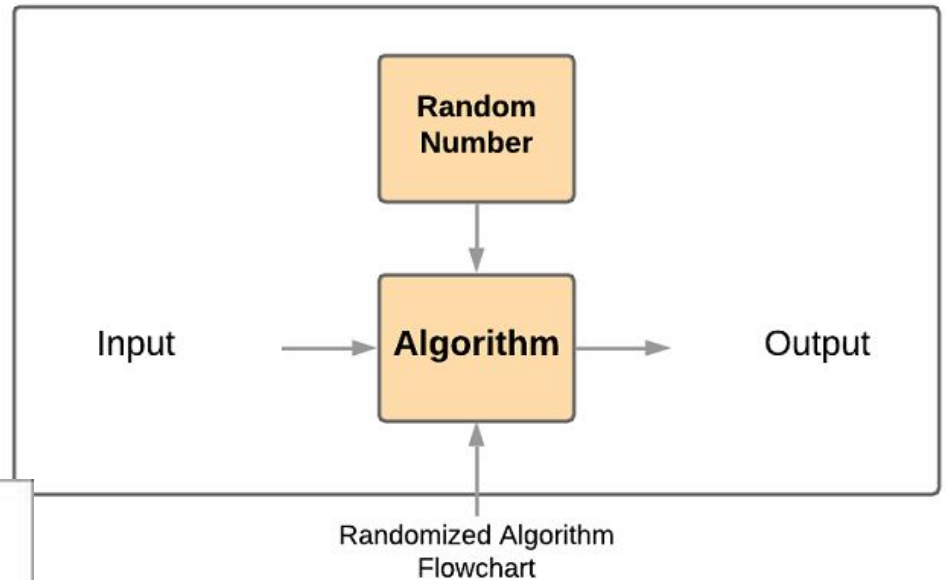 Random
Number
Input
Algorithm
Output
Randomized Algorithm
Flowchart